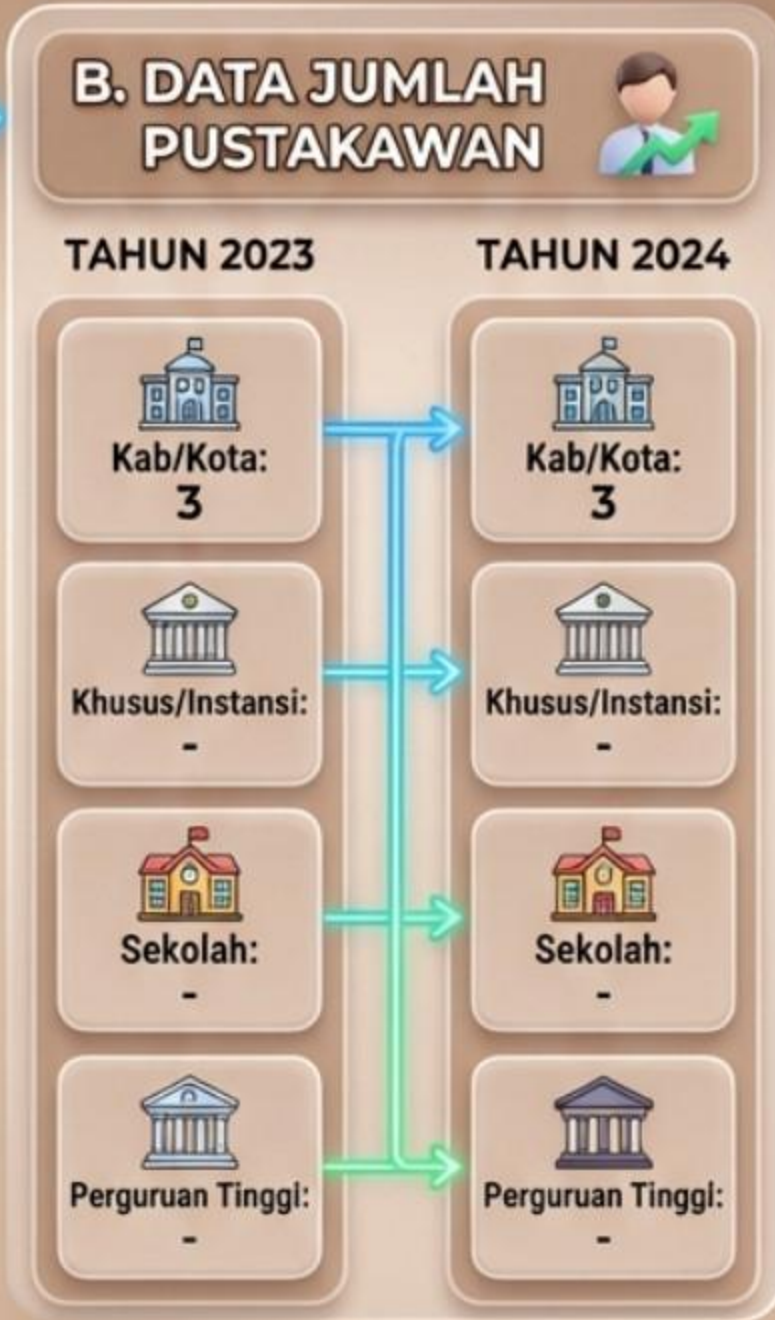 B. DATA JUMLAH
PUSTAKAWAN
TAHUN 2023
TAHUN 2024
Kab/Kota:
3
Kab/Kota:
3
Khusus/Instansi:
-
Khusus/Instansi:
-
Sekolah:
-
Sekolah:
-
Perguruan Tinggi:
-
Perguruan Tinggi:
-